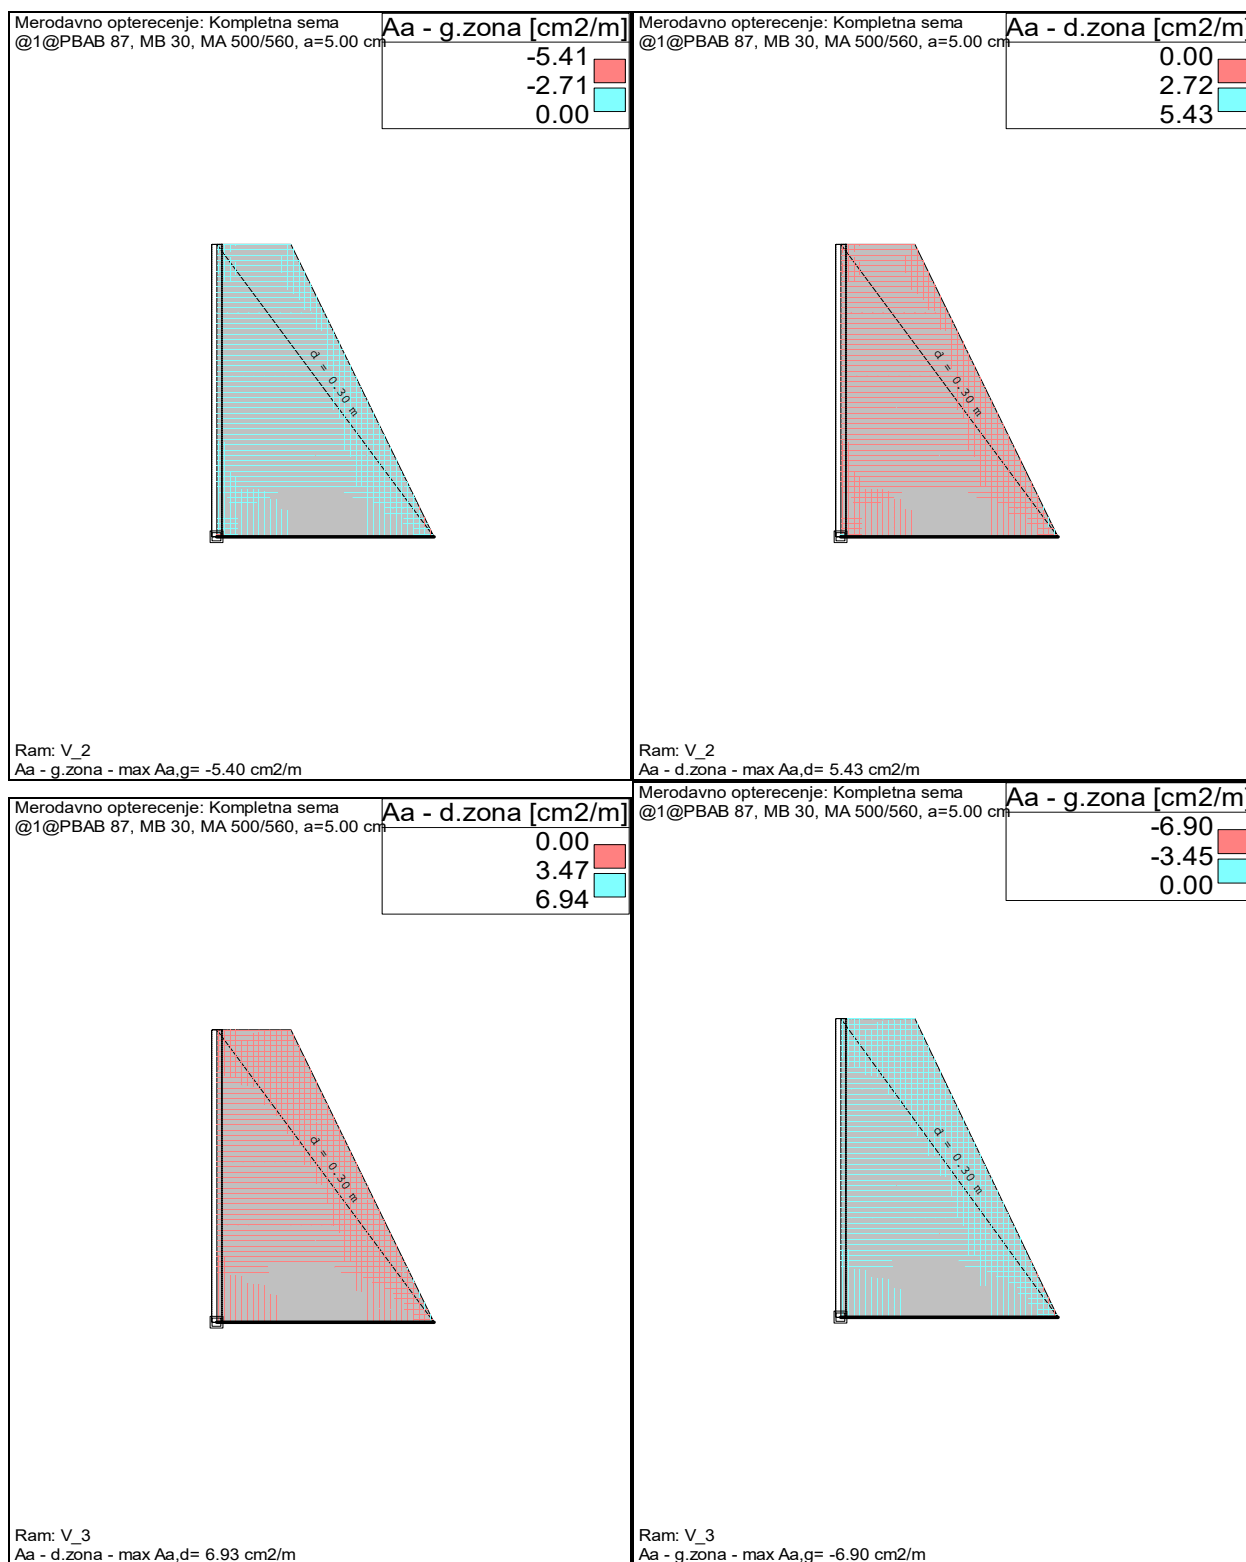 Merodavno opterecenje: Kompletna sema
@1@PBAB 87, MB 30, MA 500/560, a=5.00 cm
Aa - g.zona [cm2/m]
-5.41
-2.71
0.00
d = 0.30 m
Ram: V_2
Aa - g.zona - max Aa,g= -5.40 cm2/m
Merodavno opterecenje: Kompletna sema
@1@PBAB 87, MB 30, MA 500/560, a=5.00 cm
Aa - d.zona [cm2/m]
0.00
2.72
5.43
d = 0.30 m
Ram: V_2
Aa - d.zona - max Aa,d= 5.43 cm2/m
Merodavno opterecenje: Kompletna sema
@1@PBAB 87, MB 30, MA 500/560, a=5.00 cm
Aa - d.zona [cm2/m]
0.00
3.47
6.94
d = 0.30 m
Ram: V_3
Aa - d.zona - max Aa,d= 6.93 cm2/m
Merodavno opterecenje: Kompletna sema
@1@PBAB 87, MB 30, MA 500/560, a=5.00 cm
Aa - g.zona [cm2/m]
-6.90
-3.45
0.00
d = 0.30 m
Ram: V_3
Aa - g.zona - max Aa,g= -6.90 cm2/m